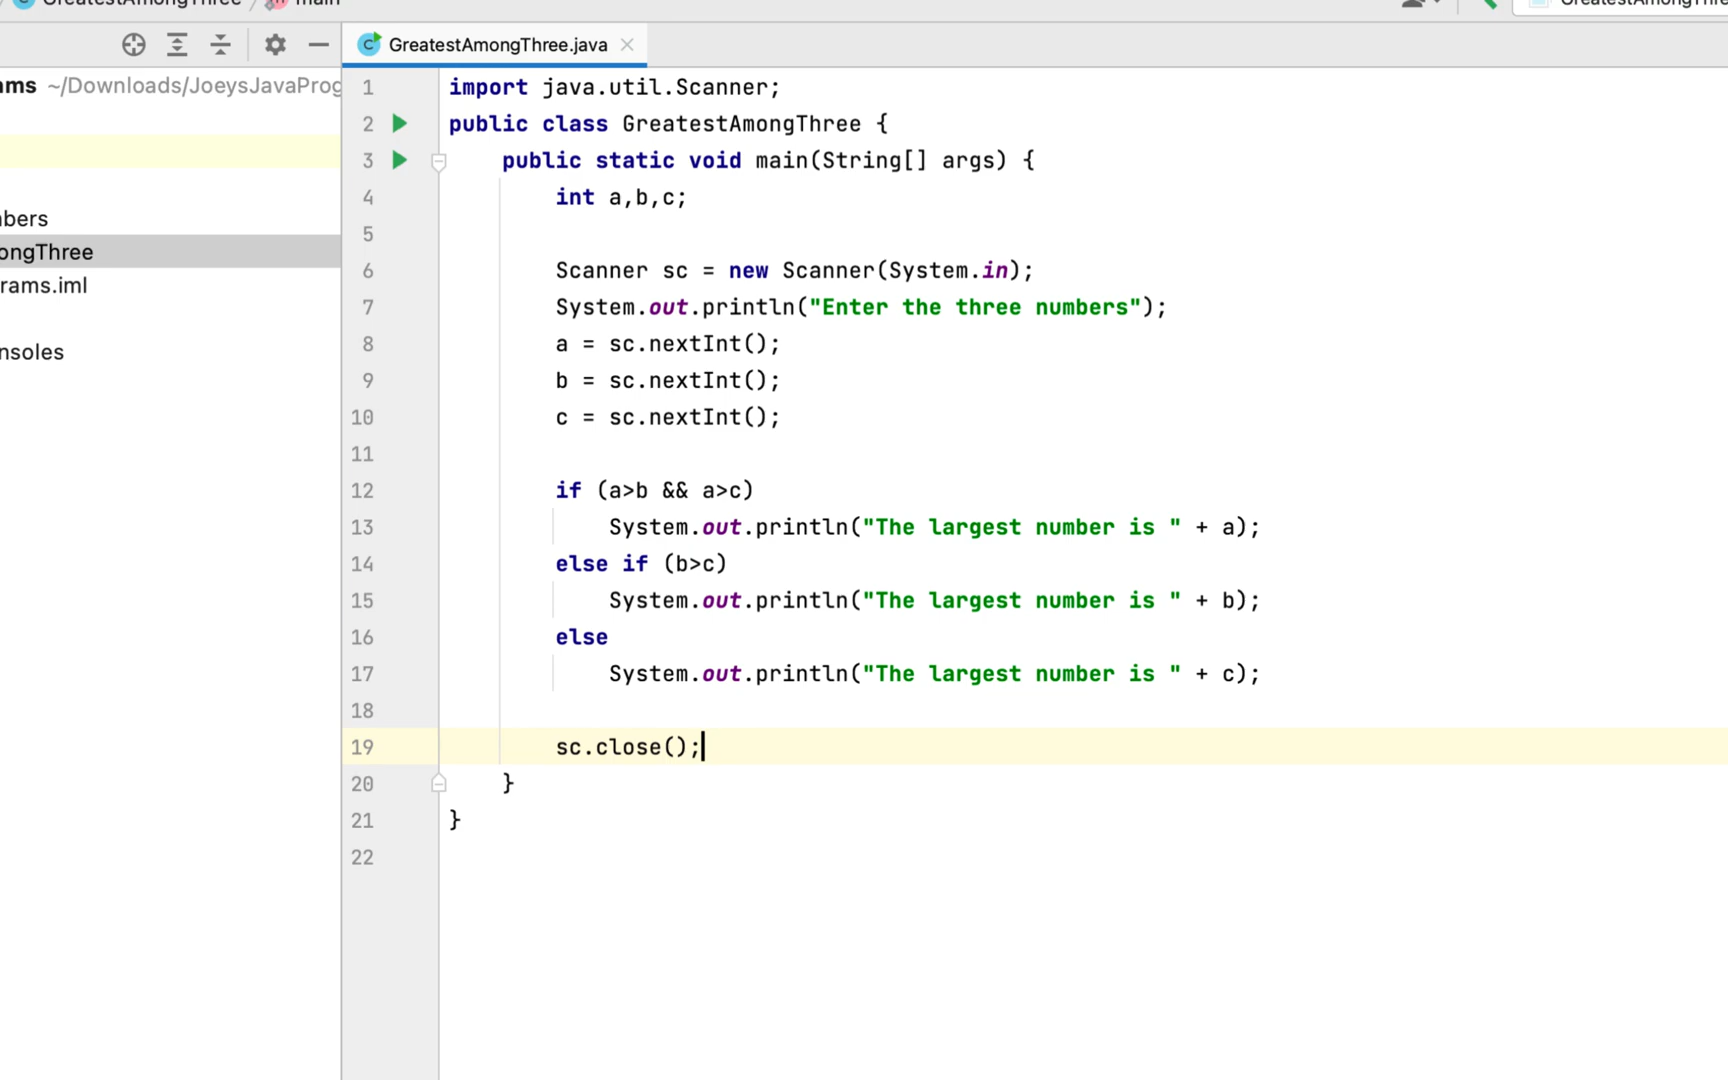 GreatestAmongThree main
GreatestAmongThree.java
ms ~/Downloads/JoeysJavaProg
bers
ongThree
rams.iml
nsoles
1 import java.util.Scanner;
2 public class GreatestAmongThree {
3 public static void main(String[] args) {
4 int a,b,c;
5
6 Scanner sc = new Scanner(System.in);
7 System.out.println("Enter the three numbers");
8 a = sc.nextInt();
9 b = sc.nextInt();
10 c = sc.nextInt();
11
12 if (a>b && a>c)
13 System.out.println("The largest number is " + a);
14 else if (b>c)
15 System.out.println("The largest number is " + b);
16 else
17 System.out.println("The largest number is " + c);
18
19 sc.close();
20 }
21 }
22